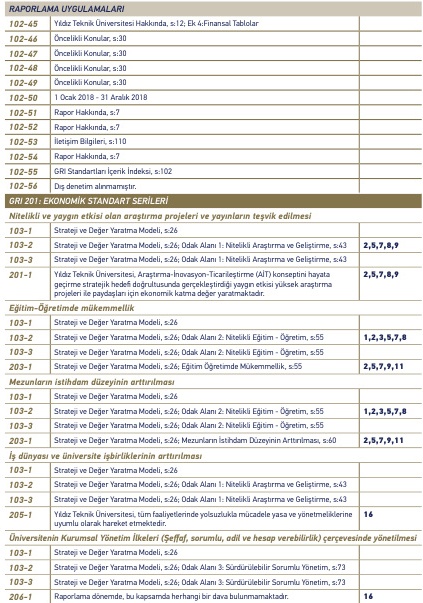 RAPORLAMA UYGULAMALARI
102-45 Yıldız Teknik Üniversitesi Hakkında, s:12; Ek 4:Finansal Tablolar
102-46 Öncelikli Konular, s:30
102-47 Öncelikli Konular, s:30
102-48 Öncelikli Konular, s:30
102-49 Öncelikli Konular, s:30
102-50 1 Ocak 2018 - 31 Aralık 2018
102-51 Rapor Hakkında, s:7
102-52 Rapor Hakkında, s:7
102-53 İletişim Bilgileri, s:110
102-54 Rapor Hakkında, s:7
102-55 GRI Standartları İçerik İndeksi, s:102
102-56 Dış denetim alınmamıştır.
GRI 201: EKONOMİK STANDART SERİLERİ
Nitelikli ve yaygın etkisi olan araştırma projeleri ve yayınların teşvik edilmesi
103-1 Strateji ve Değer Yaratma Modeli, s:26
103-2 Strateji ve Değer Yaratma Modeli, s:26; Odak Alanı 1: Nitelikli Araştırma ve Geliştirme, s:43 2,5,7,8,9
103-3 Strateji ve Değer Yaratma Modeli, s:26; Odak Alanı 1: Nitelikli Araştırma ve Geliştirme, s:43
201-1 Yıldız Teknik Üniversitesi, Araştırma-İnovasyon-Ticarileştirme (AİT) konseptini hayata 2,5,7,8,9
geçirme stratejik hedefi doğrultusunda gerçekleştirdiği yaygın etkisi yüksek araştırma
projeleri ile paydaşları için ekonomik katma değer yaratmaktadır.
Eğitim-Öğretimde mükemmellik
103-1 Strateji ve Değer Yaratma Modeli, s:26
103-2 Strateji ve Değer Yaratma Modeli, s:26; Odak Alanı 2: Nitelikli Eğitim - Öğretim, s:55 1,2,3,5,7,8
103-3 Strateji ve Değer Yaratma Modeli, s:26; Odak Alanı 2: Nitelikli Eğitim - Öğretim, s:55
203-1 Strateji ve Değer Yaratma Modeli, s:26; Eğitim Öğretimde Mükemmellik, s:55 2,5,7,9,11
Mezunların istihdam düzeyinin arttırılması
103-1 Strateji ve Değer Yaratma Modeli, s:26
103-2 Strateji ve Değer Yaratma Modeli, s:26; Odak Alanı 2: Nitelikli Eğitim - Öğretim, s:55 1,2,3,5,7,8
103-3 Strateji ve Değer Yaratma Modeli, s:26; Odak Alanı 2: Nitelikli Eğitim - Öğretim, s:55
203-1 Strateji ve Değer Yaratma Modeli, s:26; Mezunların İstihdam Düzeyinin Arttırılması, s:60 2,5,7,9,11
İş dünyası ve üniversite işbirliklerinin arttırılması
103-1 Strateji ve Değer Yaratma Modeli, s:26
103-2 Strateji ve Değer Yaratma Modeli, s:26; Odak Alanı 1: Nitelikli Araştırma ve Geliştirme, s:43
103-3 Strateji ve Değer Yaratma Modeli, s:26; Odak Alanı 1: Nitelikli Araştırma ve Geliştirme, s:43
205-1 Yıldız Teknik Üniversitesi, tüm faaliyetlerinde yolsuzlukla mücadele yasa ve yönetmeliklerine 16
uyumlu olarak hareket etmektedir.
Üniversitenin Kurumsal Yönetim İlkeleri (Şeffaf, sorumlu, adil ve hesap verebilirlik) çerçevesinde yönetilmesi
103-1 Strateji ve Değer Yaratma Modeli, s:26
103-2 Strateji ve Değer Yaratma Modeli, s:26; Odak Alanı 3: Sürdürülebilir Sorumlu Yönetim, s:73
103-3 Strateji ve Değer Yaratma Modeli, s:26; Odak Alanı 3: Sürdürülebilir Sorumlu Yönetim, s:73
206-1 Raporlama dönemde, bu kapsamda herhangi bir dava bulunmamaktadır. 16